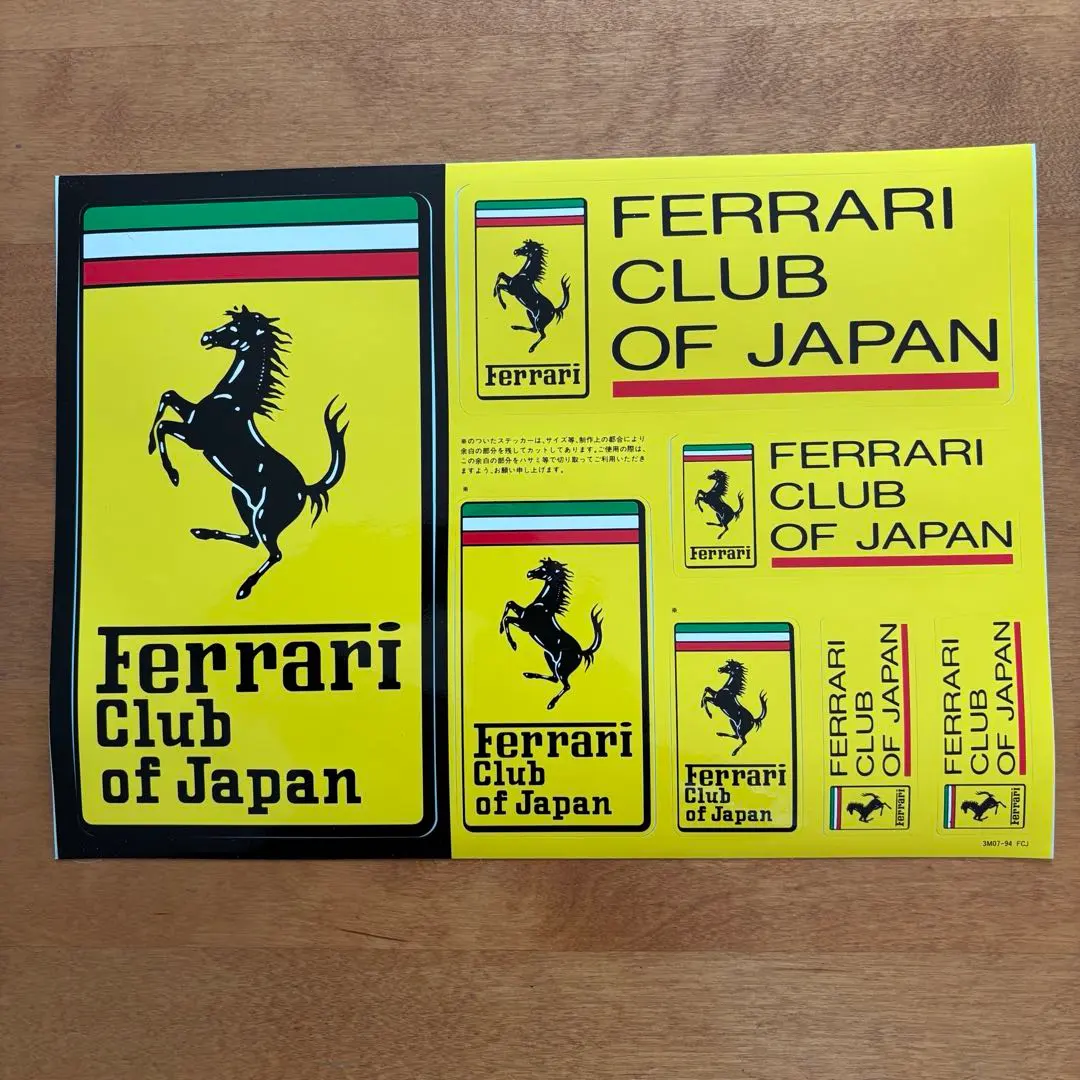 Ferrari
Club
of Japan
Ferrari
FERRARI
CLUB
OF JAPAN
※のついたステッカーは、サイズ等、制作上の都合により
余白の部分を残してカットしてあります。ご使用の際は、
この余白の部分をハサミ等で切り取ってご利用いただき
ますよう、お願い申し上げます。
※
Ferrari
FERRARI
CLUB
OF JAPAN
Ferrari
Club
of Japan
※
Ferrari
Club
of Japan
FERRARI
CLUB
OF JAPAN
Ferrari
FERRARI
CLUB
OF JAPAN
Ferrari
3M07-94 FCJ